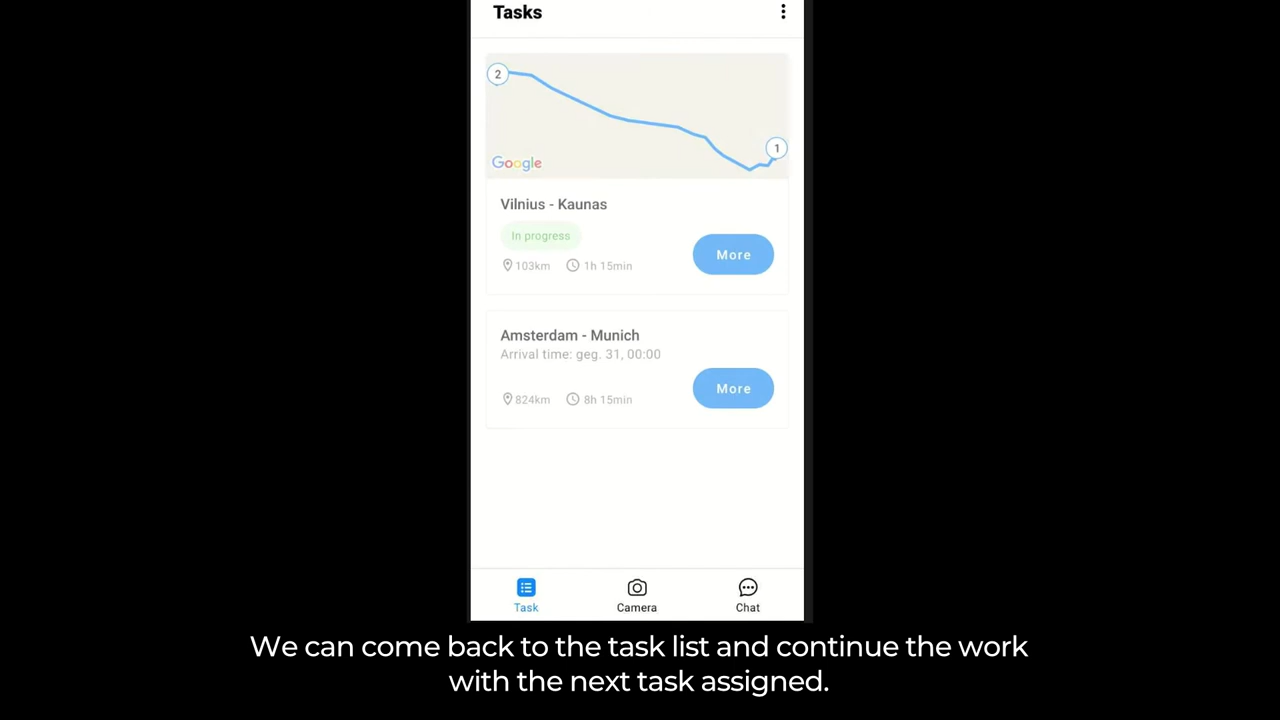 Tasks
2
1
Google
Vilnius - Kaunas
In progress
103km 1h 15min
More
Amsterdam - Munich
Arrival time: geg. 31, 00:00
824km 8h 15min
More
Task Camera Chat
We can come back to the task list and continue the work
with the next task assigned.